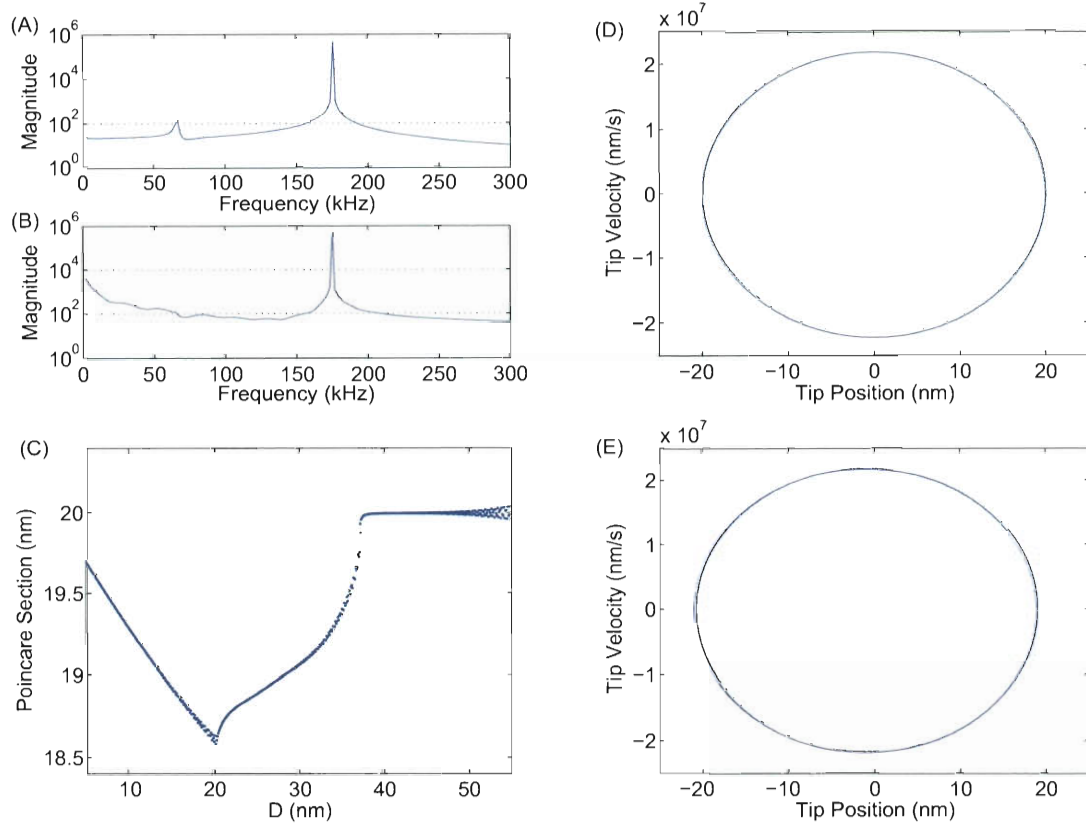 (A)
10^6
10^4
10^2
10^0
Magnitude
0 50 100 150 200 250 300
Frequency (kHz)
(B)
10^6
10^4
10^2
10^0
Magnitude
0 50 100 150 200 250 300
Frequency (kHz)
(C)
20
19.5
19
18.5
Poincare Section (nm)
10 20 30 40 50
D (nm)
(D)
x 10^7
2
1
0
−1
−2
Tip Velocity (nm/s)
−20 −10 0 10 20
Tip Position (nm)
(E)
x 10^7
2
1
0
−1
−2
Tip Velocity (nm/s)
−20 −10 0 10 20
Tip Position (nm)